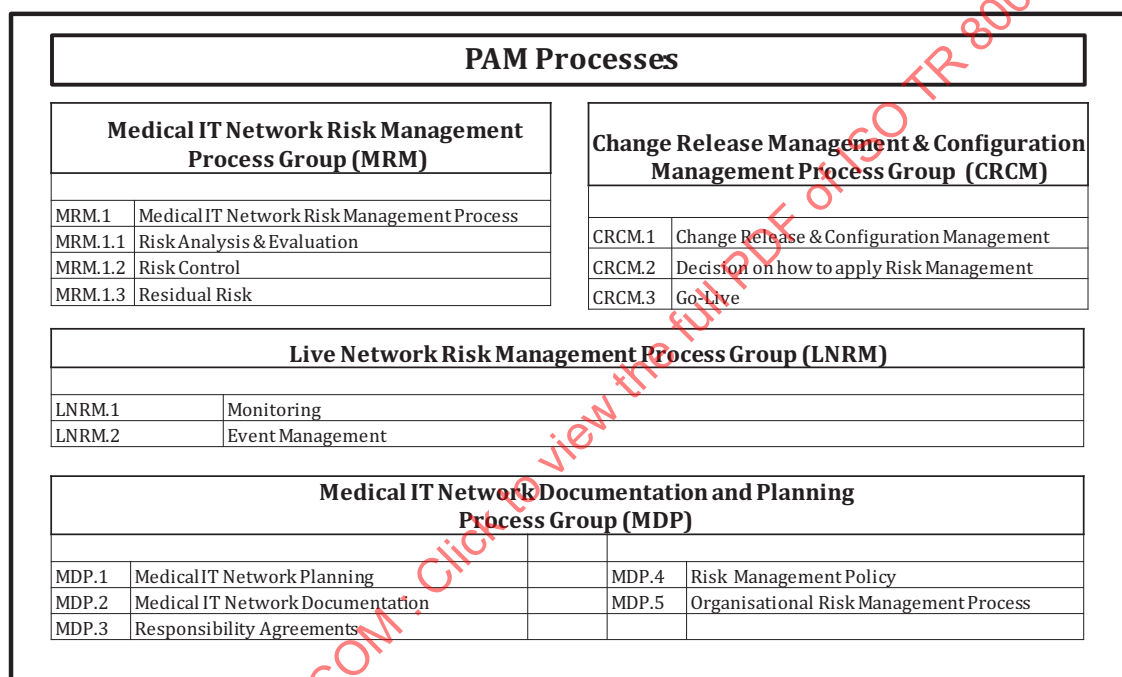 PAM Processes
Medical IT Network Risk Management
Process Group (MRM)
MRM.1 Medical IT Network Risk Management Process
MRM.1.1 Risk Analysis & Evaluation
MRM.1.2 Risk Control
MRM.1.3 Residual Risk
Change Release Management & Configuration
Management Process Group (CRCM)
CRCM.1 Change Release & Configuration Management
CRCM.2 Decision on how to apply Risk Management
CRCM.3 Go-Live
Live Network Risk Management Process Group (LNRM)
LNRM.1 Monitoring
LNRM.2 Event Management
Medical IT Network Documentation and Planning
Process Group (MDP)
MDP.1 Medical IT Network Planning
MDP.2 Medical IT Network Documentation
MDP.3 Responsibility Agreements
MDP.4 Risk Management Policy
MDP.5 Organisational Risk Management Process
COM : Click to view the full PDF of ISO TR 800